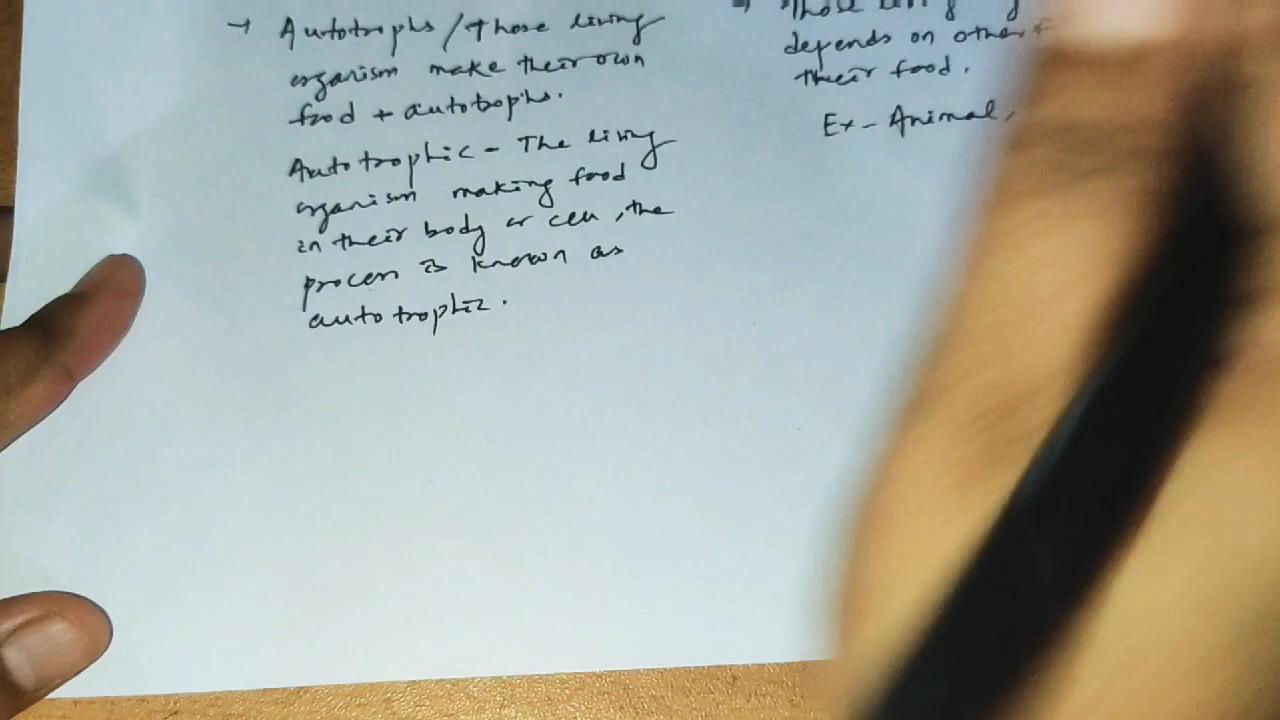 → Autotrophs / Those living
organism make their own
food → autotrophs.
Autotrophic - The living
organism making food
in their body or cell, the
process is known as
autotrophic.
→ Those
depends on other
their food.
Ex - Animal,